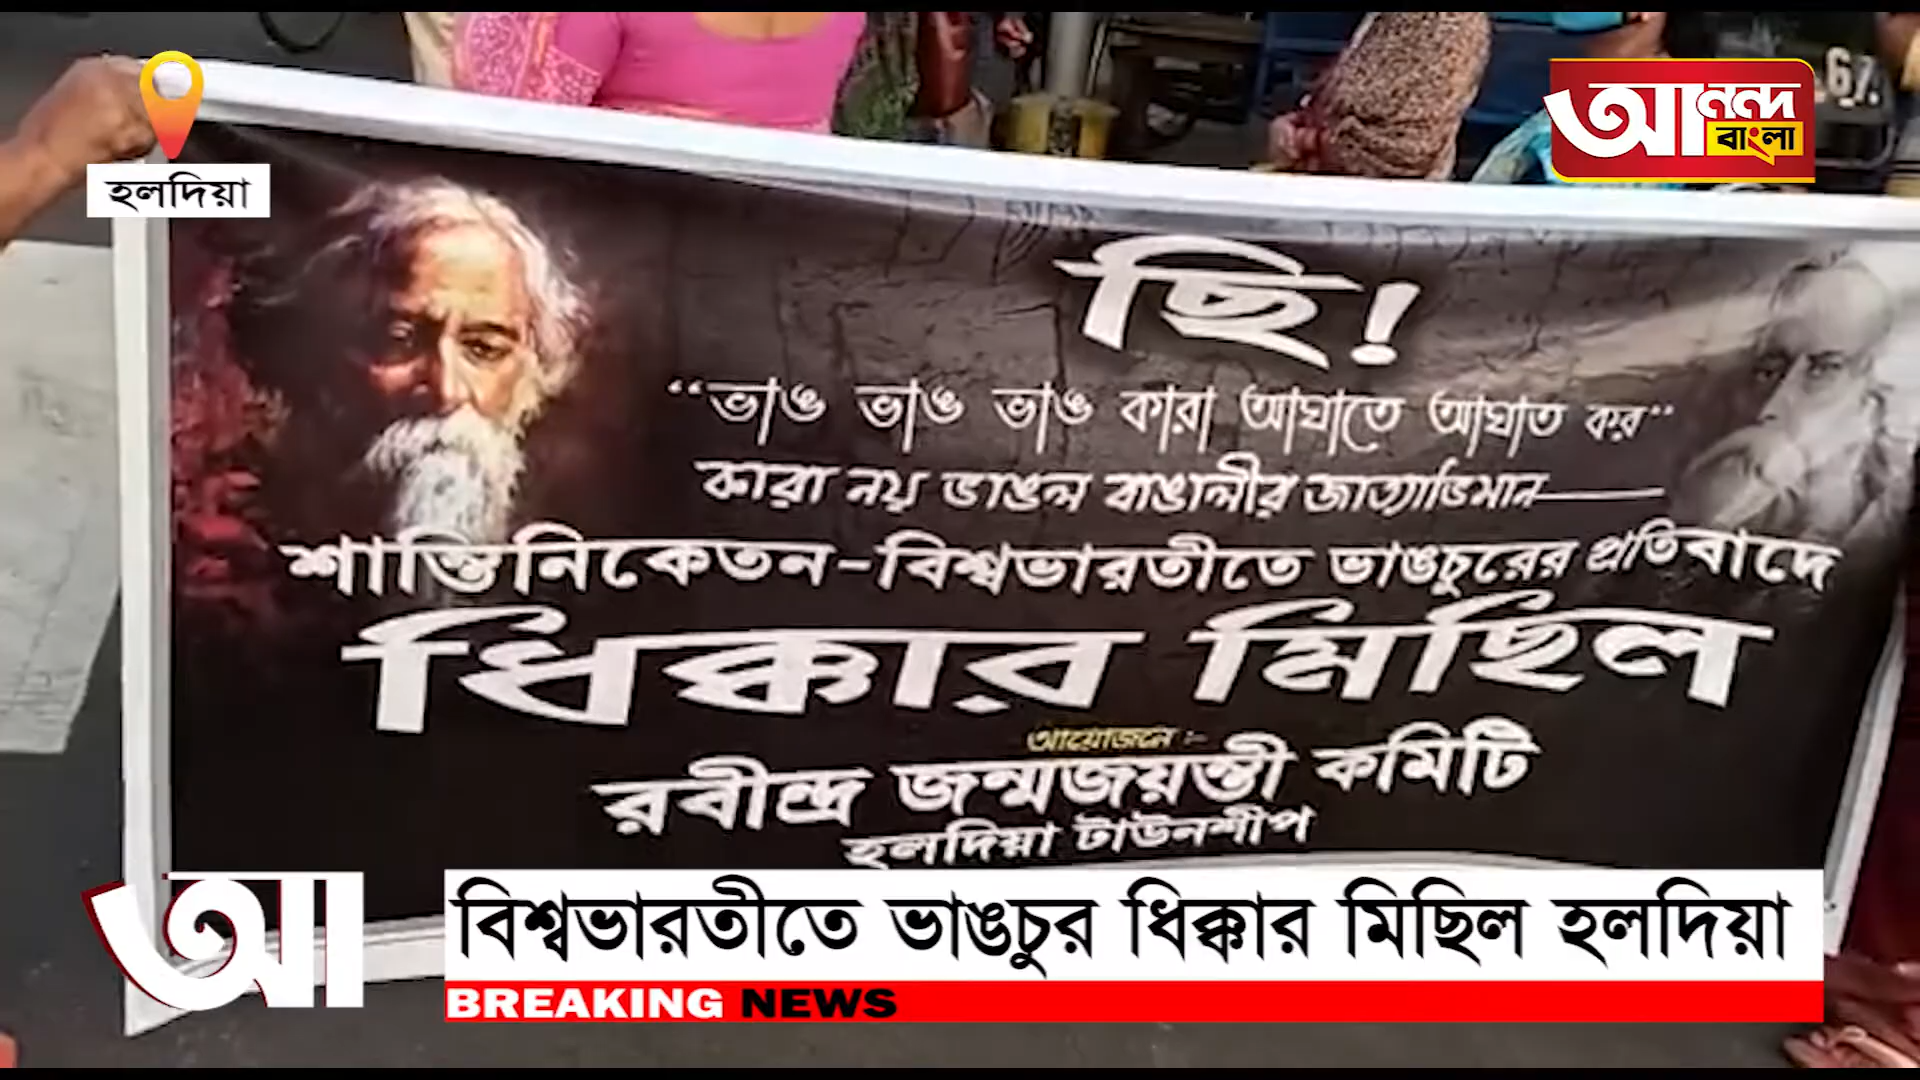 হলদিয়া
আনন্দ
বাংলা
67.
ছি!
“ভাঙ ভাঙ ভাঙ কারা আঘাতে আঘাত কর”
কারা নয় ভাঙল বাঙালীর জাত্যাভিমান
শান্তিনিকেতন-বিশ্বভারতীতে ভাঙচুরের প্রতিবাদে
ধিক্কার মিছিল
আয়োজনে :-
রবীন্দ্র জন্মজয়ন্তী কমিটি
হলদিয়া টাউনশীপ
আ
বিশ্বভারতীতে ভাঙচুর ধিক্কার মিছিল হলদিয়া
BREAKING NEWS